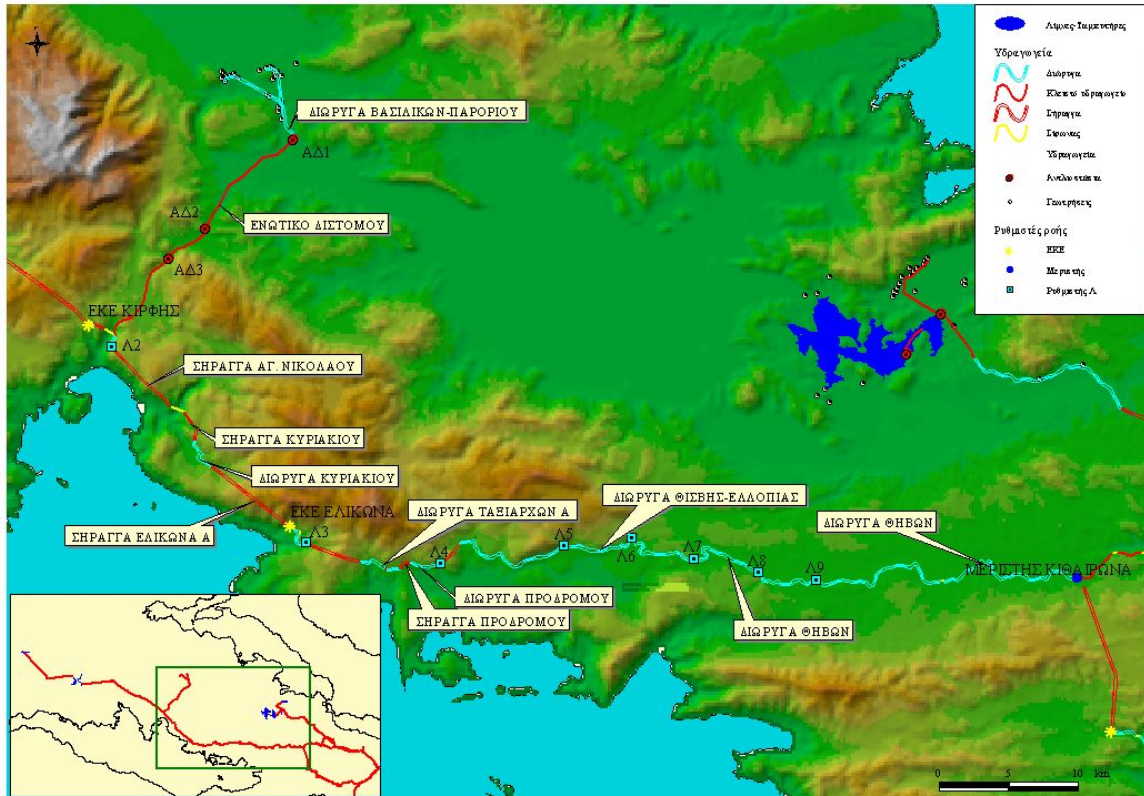 Λίμνες-Ταμιευτήρες
Υδραγωγεία
Διώρυγα
Κλειστό υδραγωγείο
Σήραγγα
Σίφωνας
Υδραγωγεία
Αντλιοστάσια
Γεωτρήσεις
Ρυθμιστές ροής
ΕΚΕ
Μεριστής
Ρυθμιστής Λ
ΔΙΩΡΥΓΑ ΒΑΣΙΛΙΚΩΝ-ΠΑΡΟΡΙΟΥ
ΑΔ1
ΑΔ2
ΕΝΩΤΙΚΟ ΔΙΣΤΟΜΟΥ
ΑΔ3
ΕΚΕ ΚΙΡΦΗΣ
Λ2
ΣΗΡΑΓΓΑ ΑΓ. ΝΙΚΟΛΑΟΥ
ΣΗΡΑΓΓΑ ΚΥΡΙΑΚΙΟΥ
ΔΙΩΡΥΓΑ ΚΥΡΙΑΚΙΟΥ
ΕΚΕ ΕΛΙΚΩΝΑ
ΣΗΡΑΓΓΑ ΕΛΙΚΩΝΑ Α
Λ3
ΔΙΩΡΥΓΑ ΤΑΞΙΑΡΧΩΝ Α
ΔΙΩΡΥΓΑ ΘΙΣΒΗΣ-ΕΛΛΟΠΙΑΣ
ΔΙΩΡΥΓΑ ΘΗΒΩΝ
Λ4
Λ5
Λ6
Λ7
Λ8
Λ9
ΜΕΡΙΣΤΗΣ ΚΙΘΑΙΡΩΝΑ
ΔΙΩΡΥΓΑ ΠΡΟΔΡΟΜΟΥ
ΣΗΡΑΓΓΑ ΠΡΟΔΡΟΜΟΥ
ΔΙΩΡΥΓΑ ΘΗΒΩΝ
0 5 10 km